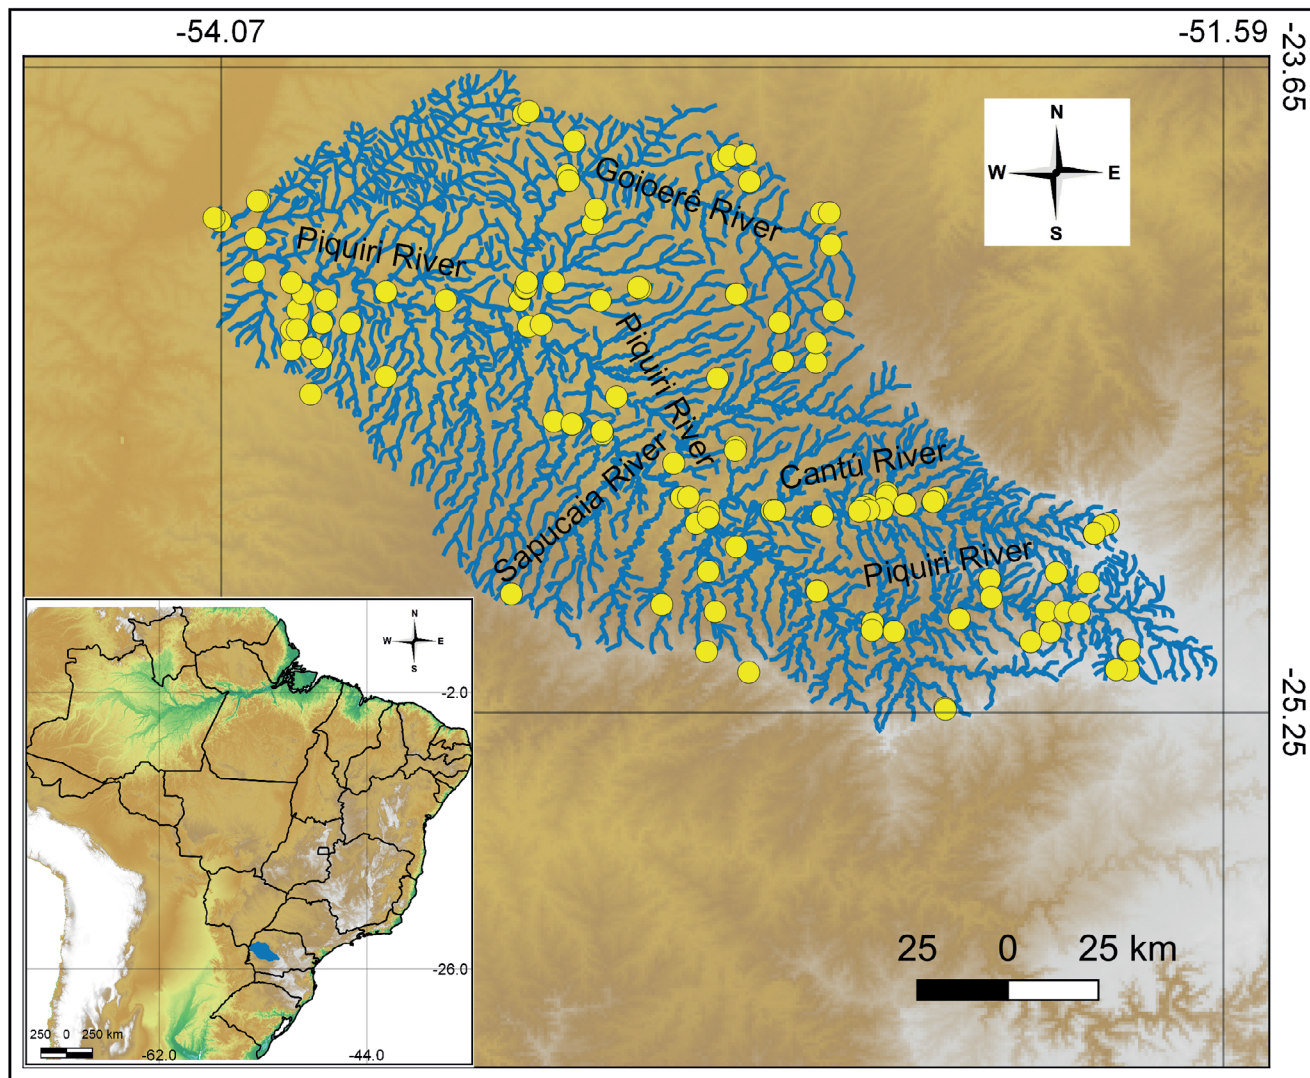 -54.07
-51.59
-23.65
N
W
E
S
Goioerê River
Piquiri River
Piquiri River
Cantú River
Sapucaia River
Piquiri River
-25.25
25 0 25 km
N
W
E
S
-2.0
-26.0
250 0 250 km
-62.0
-44.0